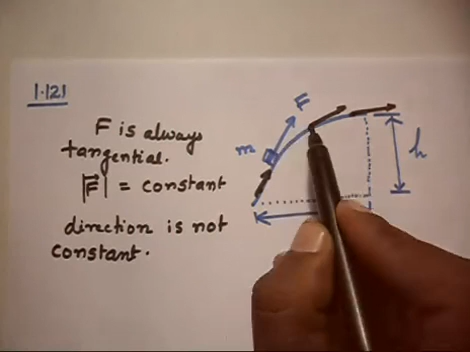 1.121
F is always
tangential.
|F⃗| = constant
direction is not
constant.
m
F
h